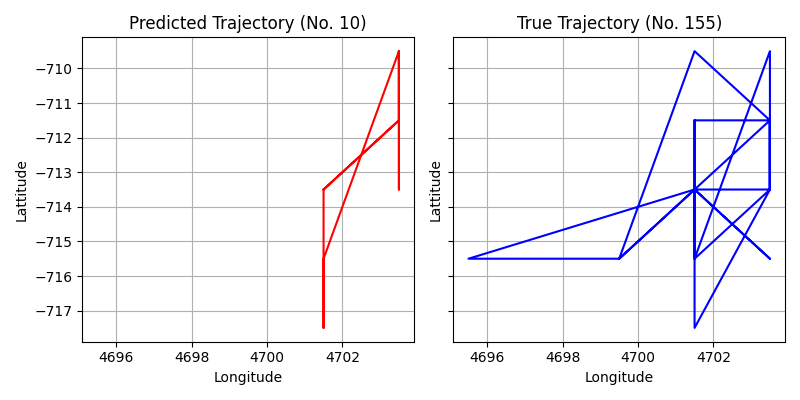 Predicted Trajectory (No. 10)
True Trajectory (No. 155)
Lattitude
−710
−711
−712
−713
−714
−715
−716
−717
4696
4698
4700
4702
Longitude
Lattitude
4696
4698
4700
4702
Longitude